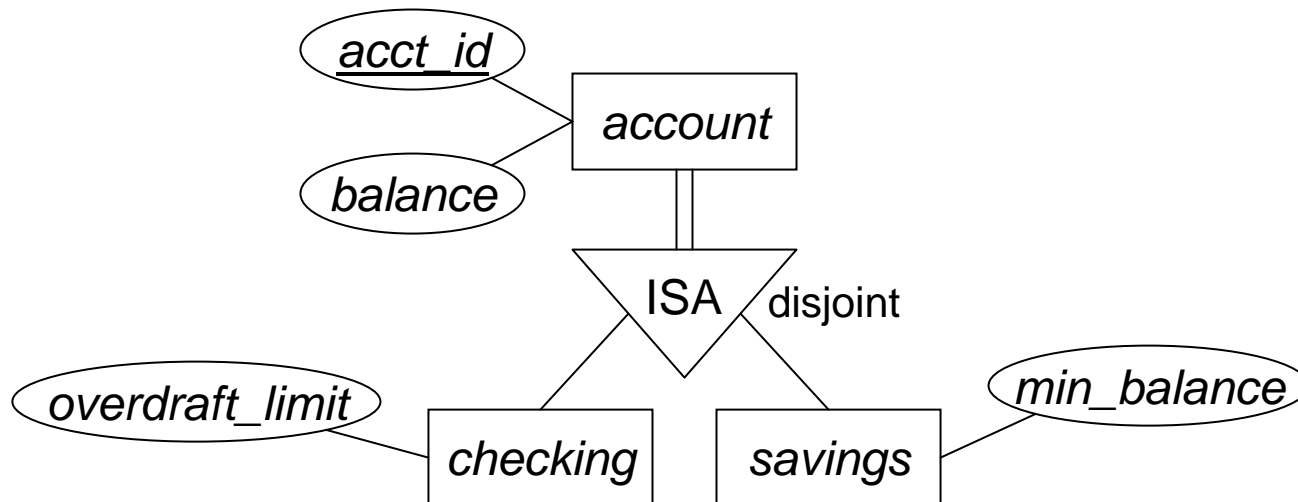 acct_id
account
balance
ISA
disjoint
overdraft_limit
min_balance
checking
savings